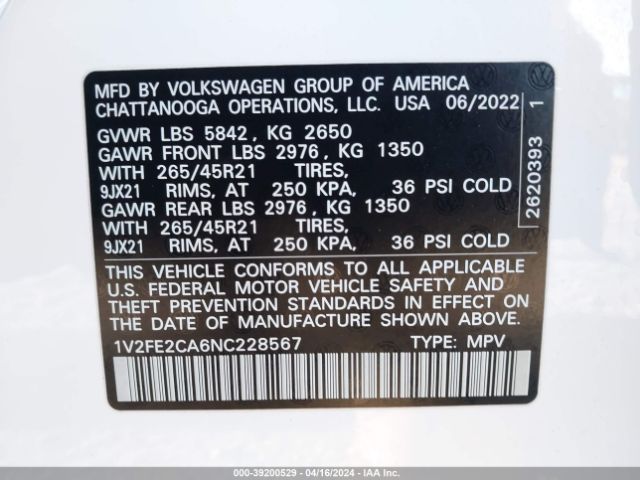 MFD BY VOLKSWAGEN GROUP OF AMERICA
CHATTANOOGA OPERATIONS, LLC. USA 06/2022
GVWR LBS 5842, KG 2650
GAWR FRONT LBS 2976, KG 1350
WITH 265/45R21 TIRES,
9JX21 RIMS, AT 250 KPA, 36 PSI COLD
GAWR REAR LBS 2976, KG 1350
WITH 265/45R21 TIRES,
9JX21 RIMS, AT 250 KPA, 36 PSI COLD
THIS VEHICLE CONFORMS TO ALL APPLICABLE
U.S. FEDERAL MOTOR VEHICLE SAFETY AND
THEFT PREVENTION STANDARDS IN EFFECT ON
THE DATE OF MANUFACTURE SHOWN ABOVE.
1V2FE2CA6NC228567 TYPE: MPV
2620393 1
000-39200529 - 04/16/2024 - IAA Inc.